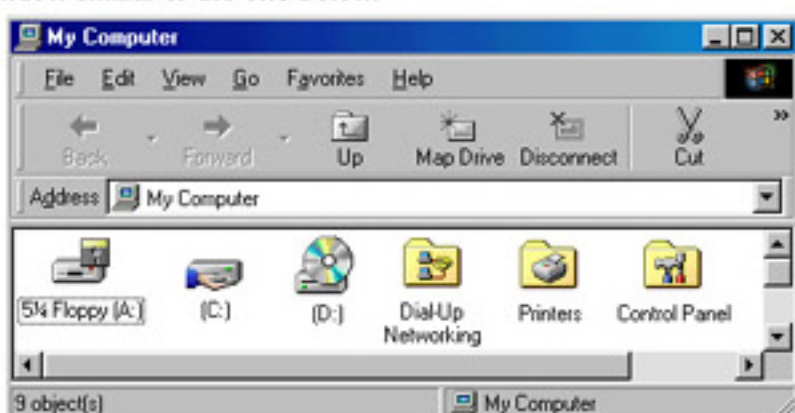 My Computer
File Edit View Go Favorites Help
Back Forward Up Map Drive Disconnect Cut »
Address My Computer
5¼ Floppy (A:) (C:) (D:) Dial-Up Networking Printers Control Panel
9 object(s) My Computer